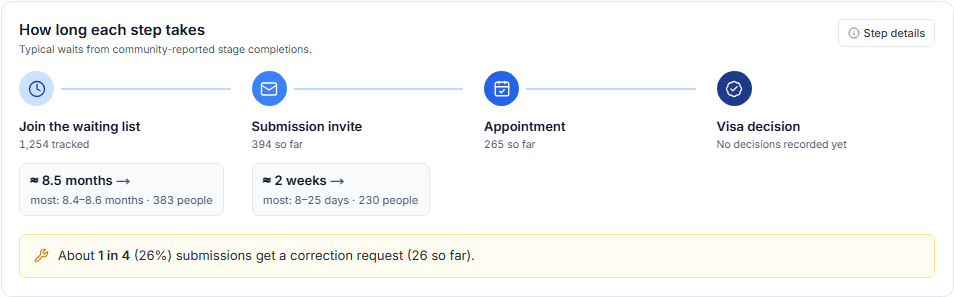 How long each step takes
Step details
Typical waits from community-reported stage completions.
Join the waiting list
1,254 tracked
≈ 8.5 months →
most: 8.4–8.6 months · 383 people
Submission invite
394 so far
≈ 2 weeks →
most: 8–25 days · 230 people
Appointment
265 so far
Visa decision
No decisions recorded yet
About 1 in 4 (26%) submissions get a correction request (26 so far).